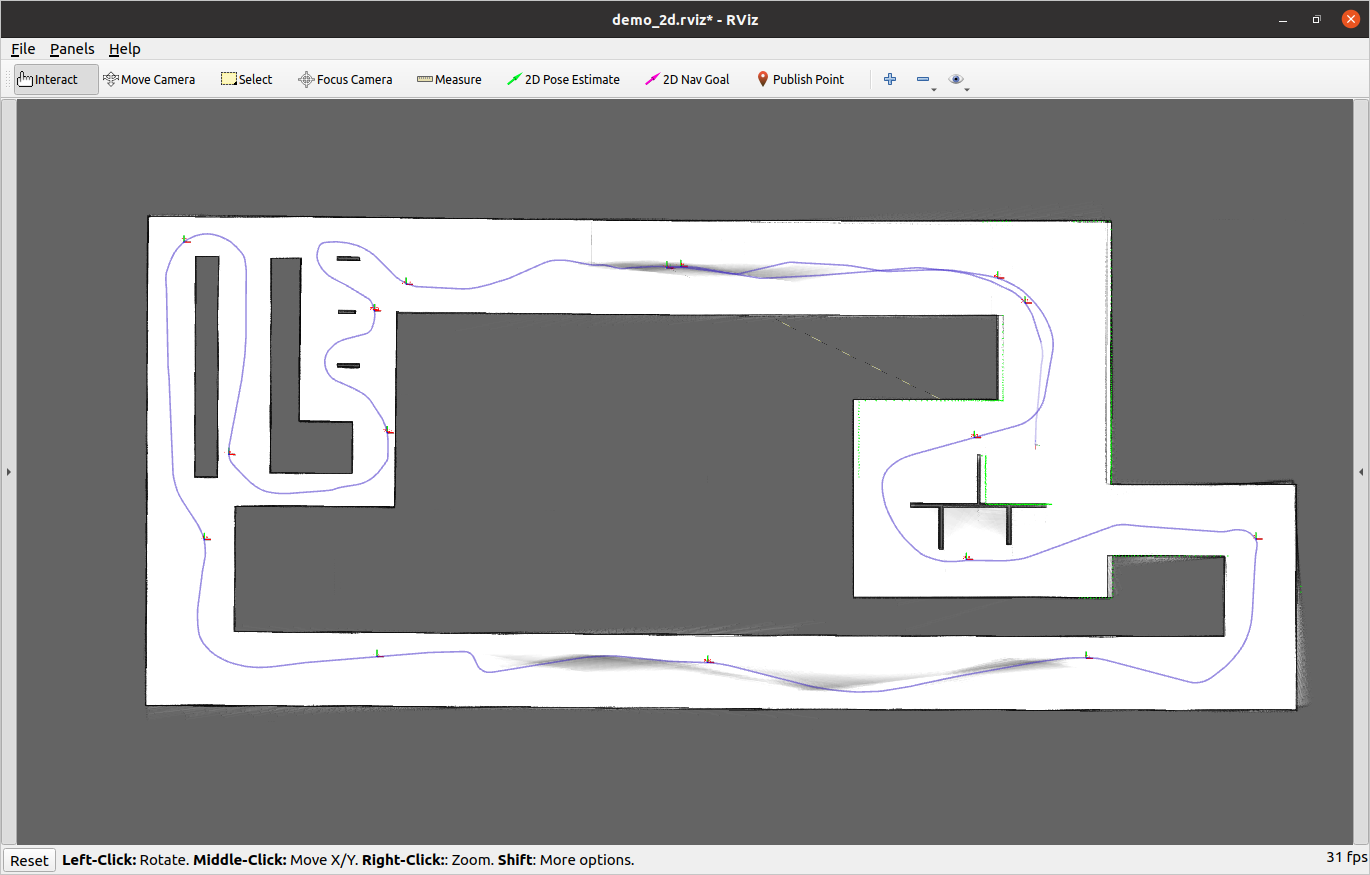 demo_2d.rviz* - RViz
File Panels Help
Interact Move Camera Select Focus Camera Measure 2D Pose Estimate 2D Nav Goal Publish Point
Reset Left-Click: Rotate. Middle-Click: Move X/Y. Right-Click:: Zoom. Shift: More options. 31 fps